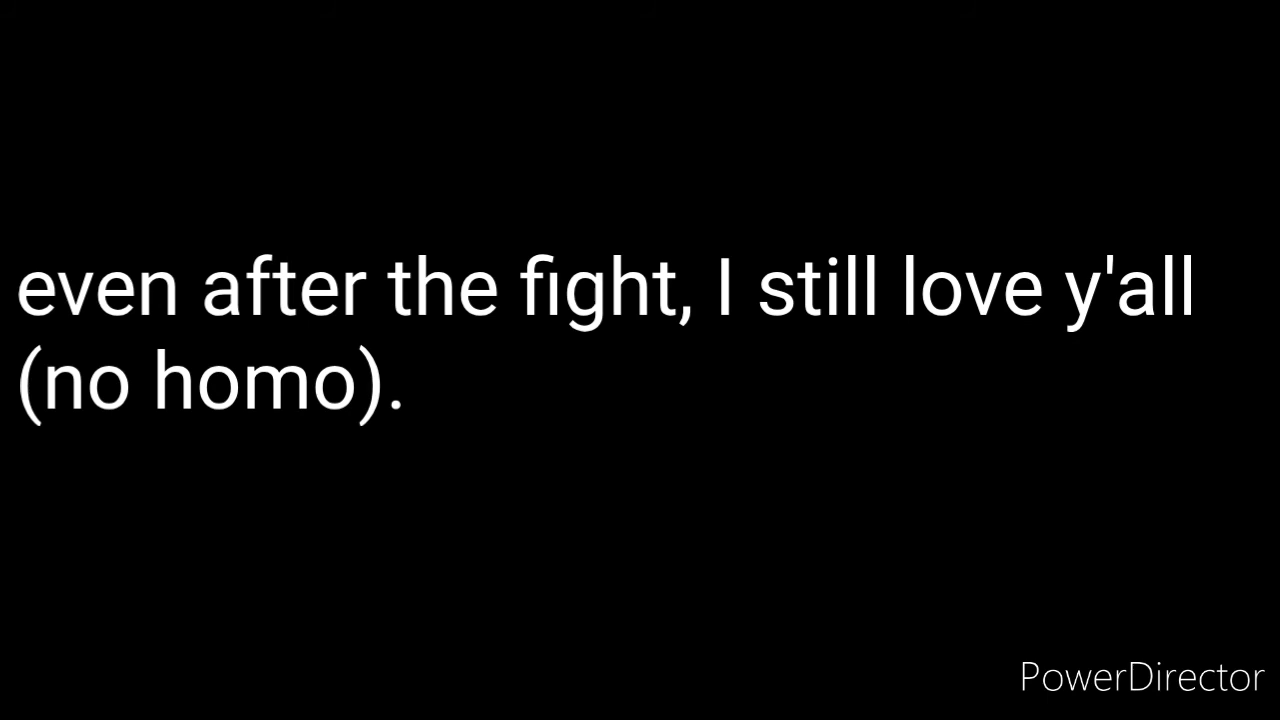 even after the fight, I still love y'all
(no homo).
PowerDirector